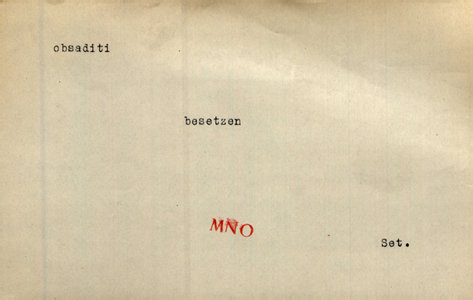 obsaditi
besetzen
MNO
Set.